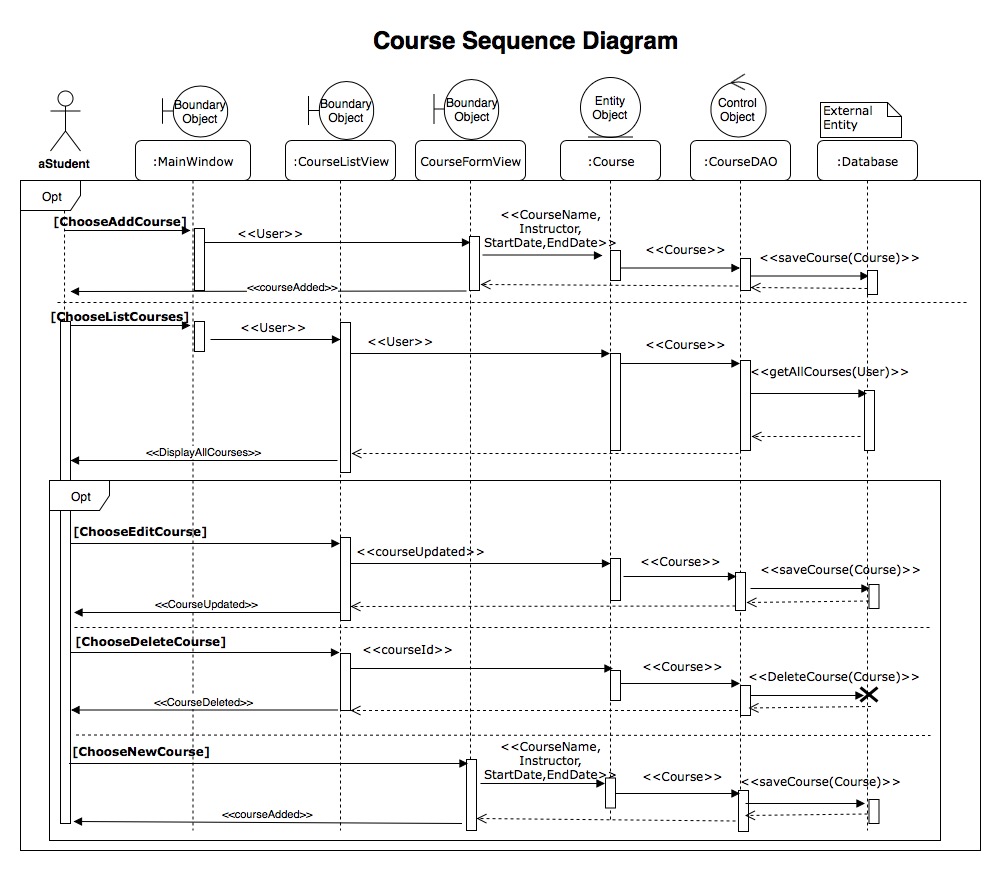 Course Sequence Diagram
Boundary
Object
Boundary
Object
Boundary
Object
Entity
Object
Control
Object
External
Entity
aStudent
:MainWindow
:CourseListView
CourseFormView
:Course
:CourseDAO
:Database
Opt
[ChooseAddCourse]
<<User>>
<<CourseName,
Instructor,
StartDate,EndDate>>
<<Course>>
<<saveCourse(Course)>>
<<courseAdded>>
[ChooseListCourses]
<<User>>
<<User>>
<<Course>>
<<getAllCourses(User)>>
<<DisplayAllCourses>>
Opt
[ChooseEditCourse]
<<courseUpdated>>
<<Course>>
<<saveCourse(Course)>>
<<CourseUpdated>>
[ChooseDeleteCourse]
<<courseId>>
<<Course>>
<<DeleteCourse(Course)>>
<<CourseDeleted>>
[ChooseNewCourse]
<<CourseName,
Instructor,
StartDate,EndDate>>
<<Course>>
<<saveCourse(Course)>>
<<courseAdded>>